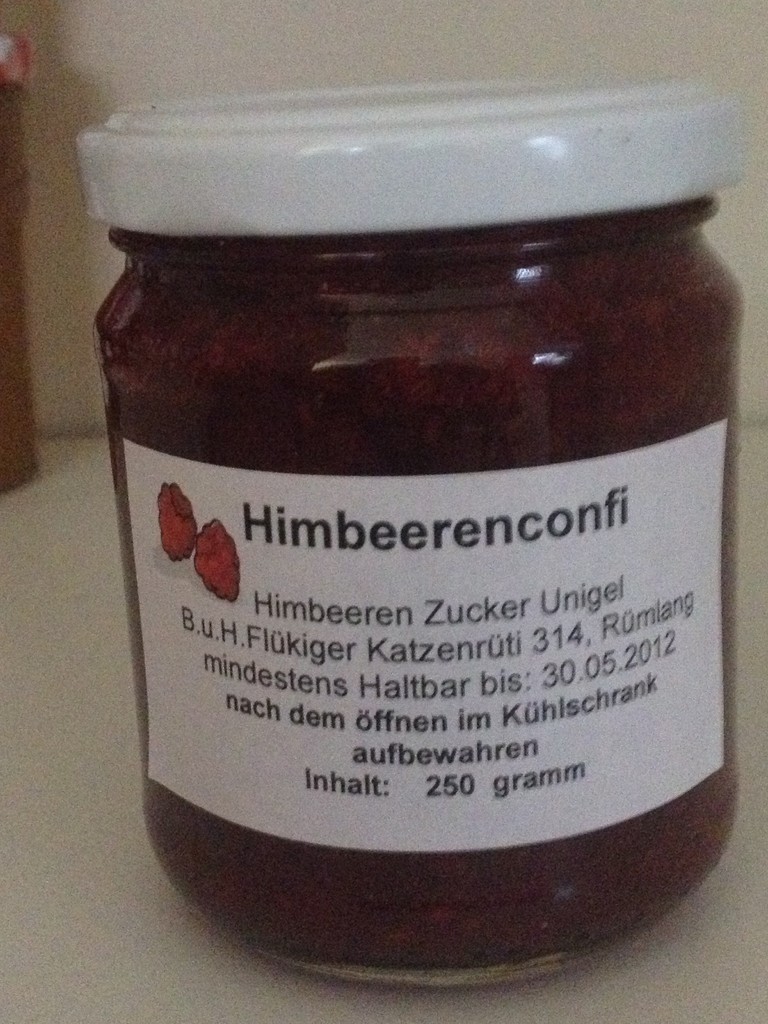 Himbeerenconfi
Himbeeren Zucker Unigel
B.u.H.Flükiger Katzenrüti 314, Rümlang
mindestens Haltbar bis: 30.05.2012
nach dem öffnen im Kühlschrank
aufbewahren
Inhalt: 250 gramm